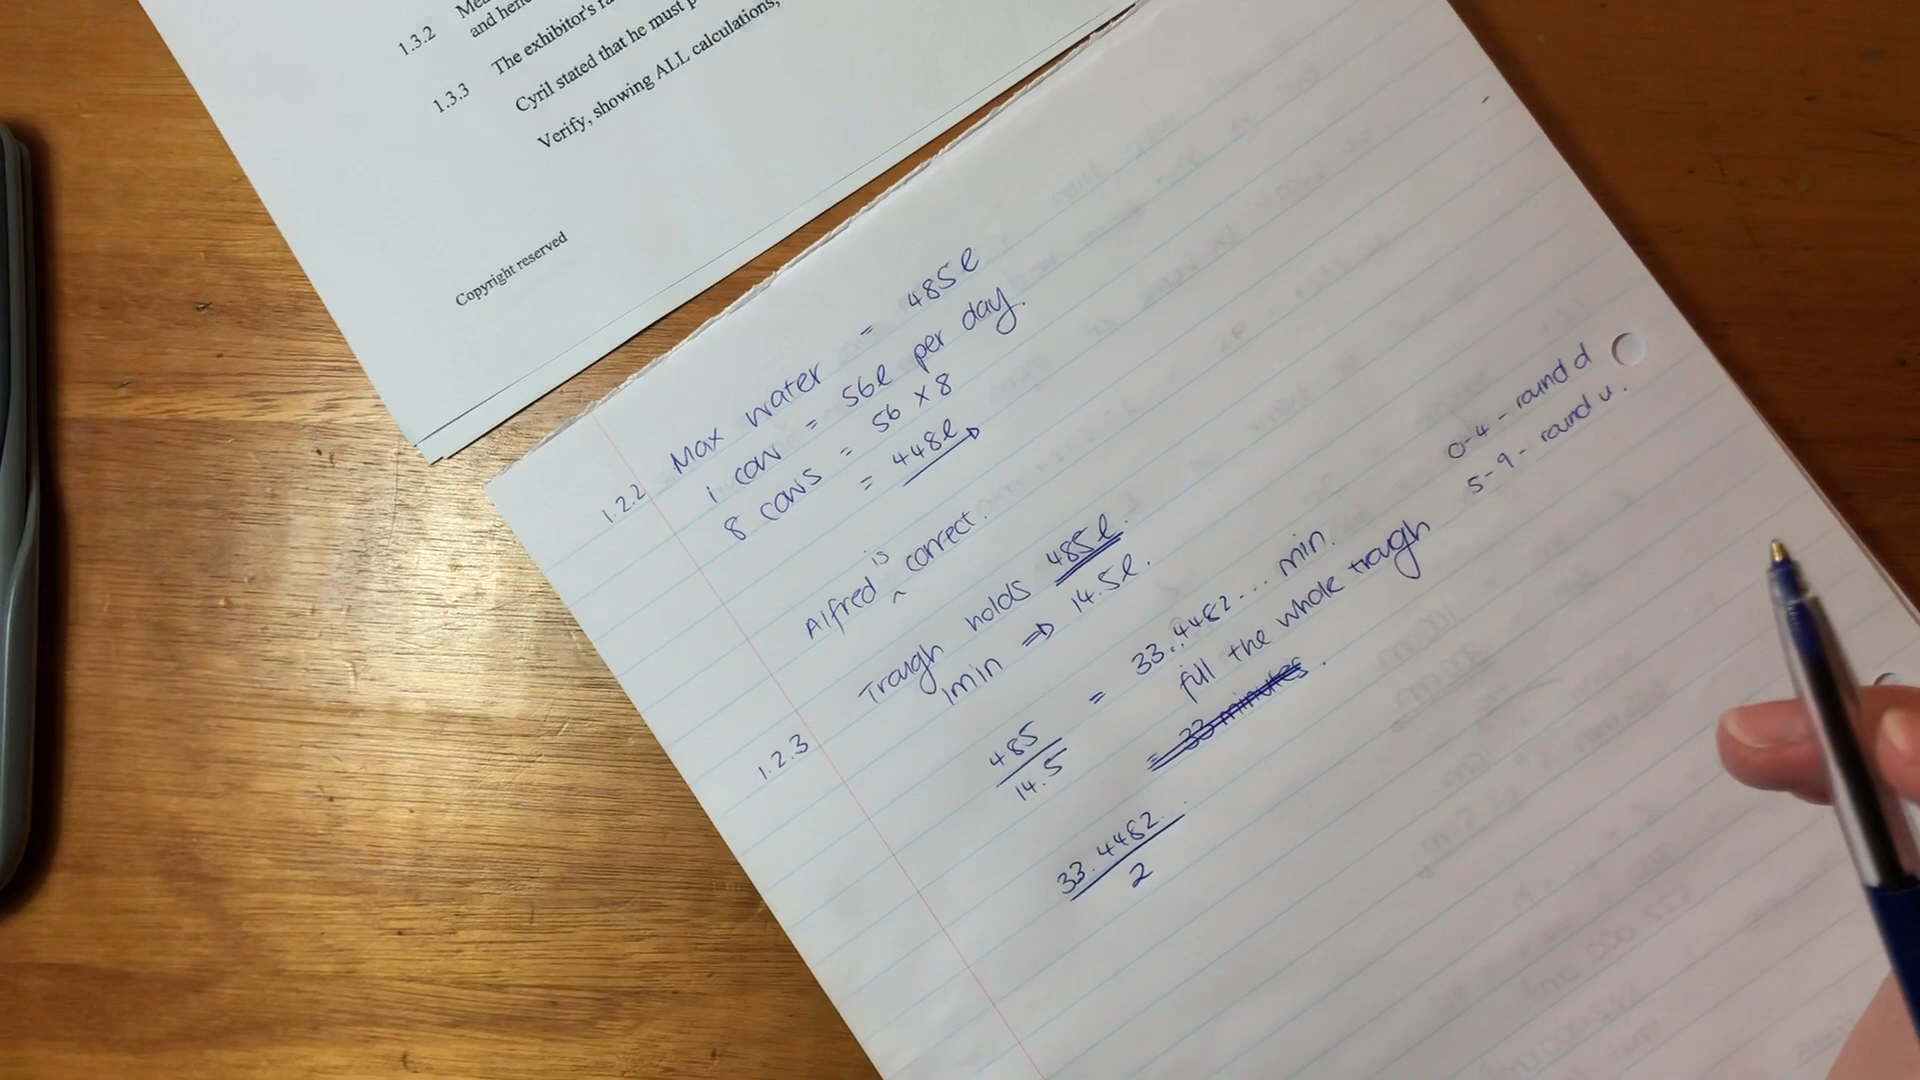 1.3.2
and
1.3.3 The exhibitor's
Cyril stated that he must
Verify, showing ALL calculations,
Copyright reserved
1.2.2 Max water = 485l
1 cow = 56l per day.
8 cows = 56 x 8
= 448l
Alfred is correct.
1.2.3 Trough holds 485l.
1min ⇒ 14.5l.
485/14.5 = 33.4482... min.
fill the whole trough
= 33 minutes.
33.4482/2
0-4 - round d
5-9 - round u.